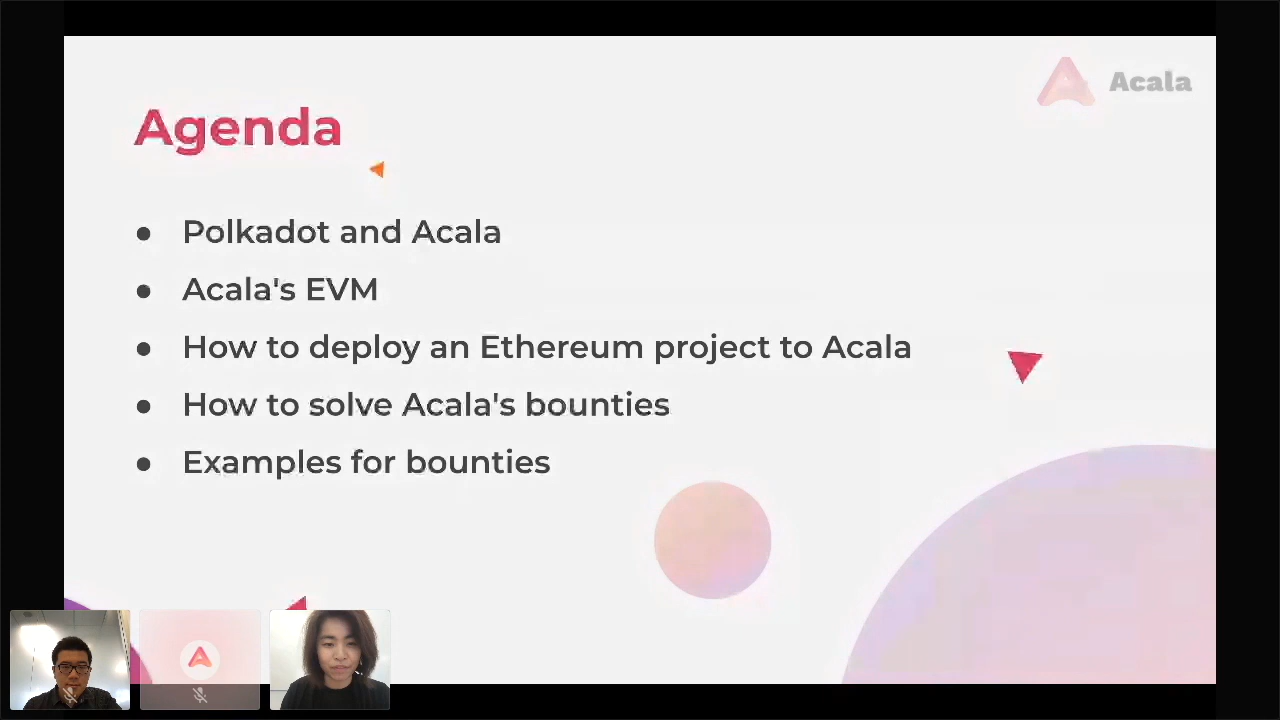 Acala
Agenda
● Polkadot and Acala
● Acala's EVM
● How to deploy an Ethereum project to Acala
● How to solve Acala's bounties
● Examples for bounties